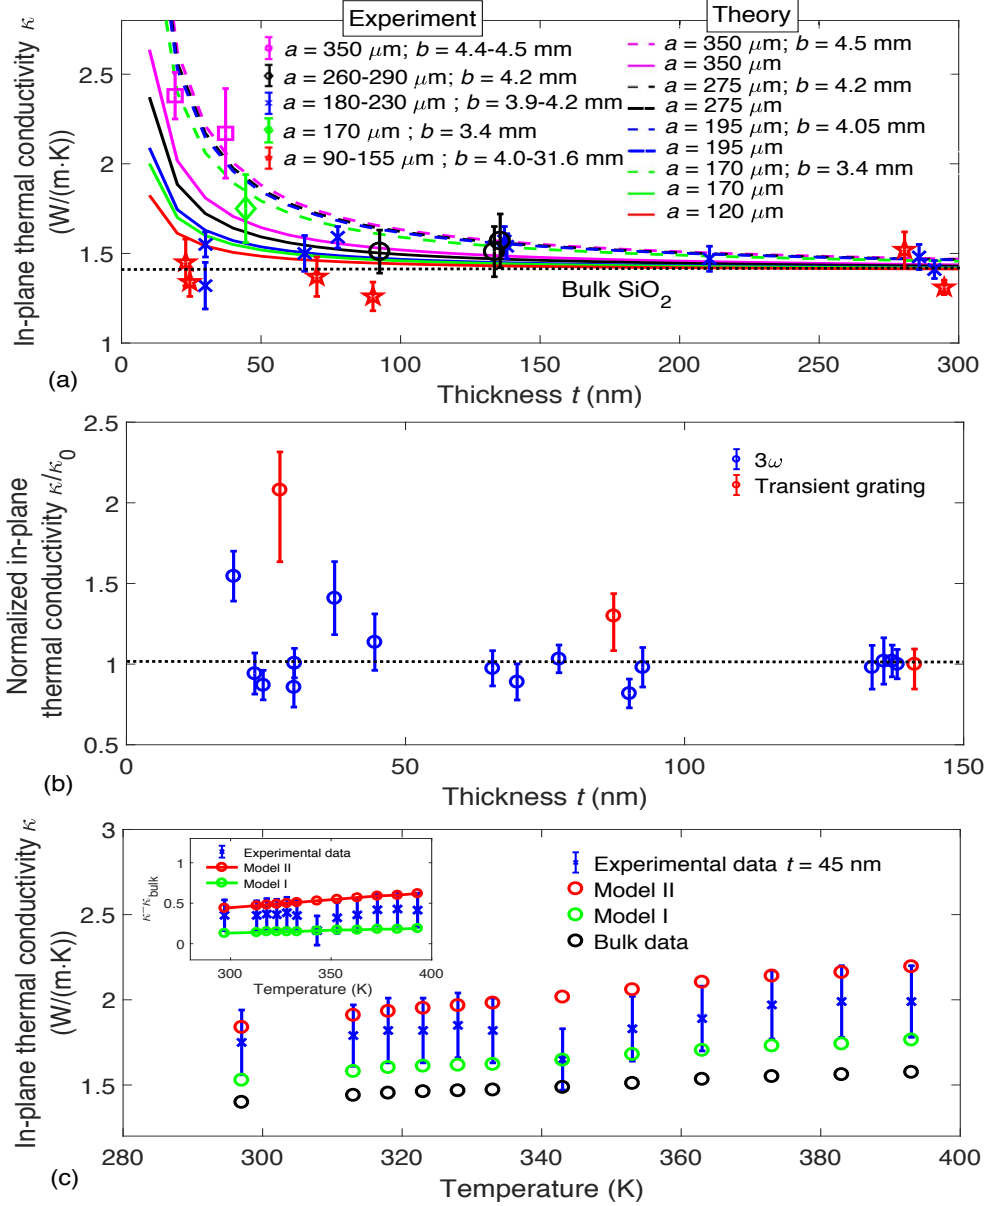 Experiment
a = 350 μm; b = 4.4-4.5 mm
a = 260-290 μm; b = 4.2 mm
a = 180-230 μm ; b = 3.9-4.2 mm
a = 170 μm ; b = 3.4 mm
a = 90-155 μm ; b = 4.0-31.6 mm
Theory
a = 350 μm; b = 4.5 mm
a = 350 μm
a = 275 μm; b = 4.2 mm
a = 275 μm
a = 195 μm; b = 4.05 mm
a = 195 μm
a = 170 μm; b = 3.4 mm
a = 170 μm
a = 120 μm
In-plane thermal conductivity κ
(W/(m·K))
2.5
2
1.5
1
Bulk SiO₂
0 50 100 150 200 250 300
Thickness t (nm)
(a)
Normalized in-plane
thermal conductivity κ/κ₀
2.5
2
1.5
1
0.5
3ω
Transient grating
0 50 100 150
Thickness t (nm)
(b)
In-plane thermal conductivity κ
(W/(m·K))
3
2.5
2
1.5
κ-κbulk
1
0.5
0
Experimental data
Model II
Model I
300 350 400
Temperature (K)
Experimental data t = 45 nm
Model II
Model I
Bulk data
280 300 320 340 360 380 400
Temperature (K)
(c)